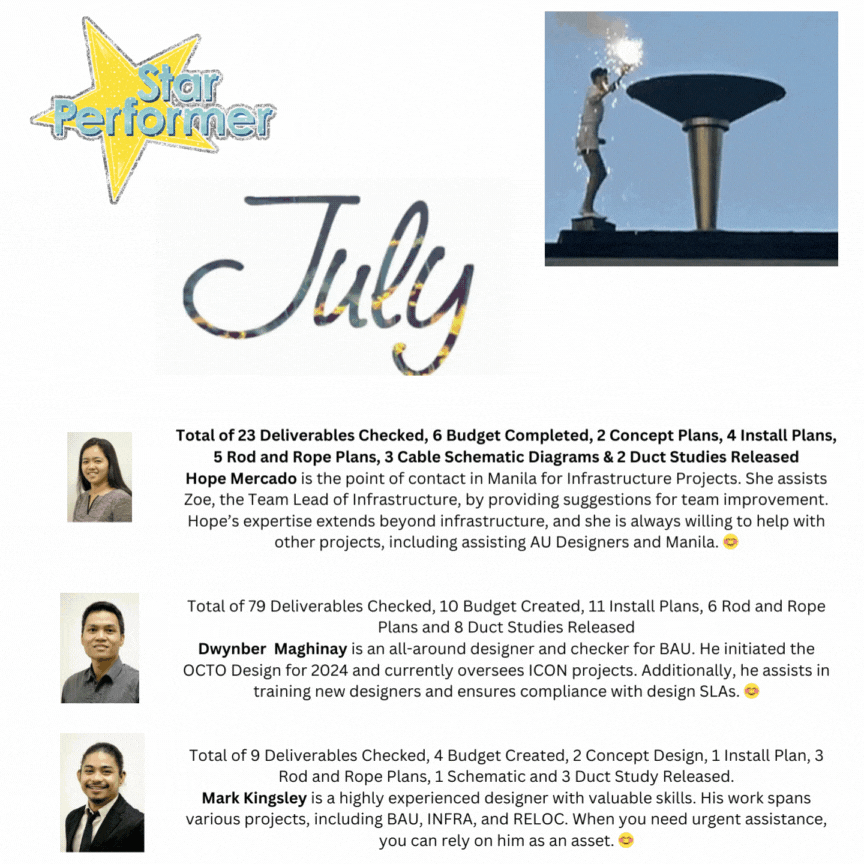 Star
Performer
July
Total of 23 Deliverables Checked, 6 Budget Completed, 2 Concept Plans, 4 Install Plans,
5 Rod and Rope Plans, 3 Cable Schematic Diagrams & 2 Duct Studies Released
Hope Mercado is the point of contact in Manila for Infrastructure Projects. She assists
Zoe, the Team Lead of Infrastructure, by providing suggestions for team improvement.
Hope’s expertise extends beyond infrastructure, and she is always willing to help with
other projects, including assisting AU Designers and Manila. 😊
Total of 79 Deliverables Checked, 10 Budget Created, 11 Install Plans, 6 Rod and Rope
Plans and 8 Duct Studies Released
Dwynber  Maghinay is an all-around designer and checker for BAU. He initiated the
OCTO Design for 2024 and currently oversees ICON projects. Additionally, he assists in
training new designers and ensures compliance with design SLAs. 😊
Total of 9 Deliverables Checked, 4 Budget Created, 2 Concept Design, 1 Install Plan, 3
Rod and Rope Plans, 1 Schematic and 3 Duct Study Released.
Mark Kingsley is a highly experienced designer with valuable skills. His work spans
various projects, including BAU, INFRA, and RELOC. When you need urgent assistance,
you can rely on him as an asset. 😊